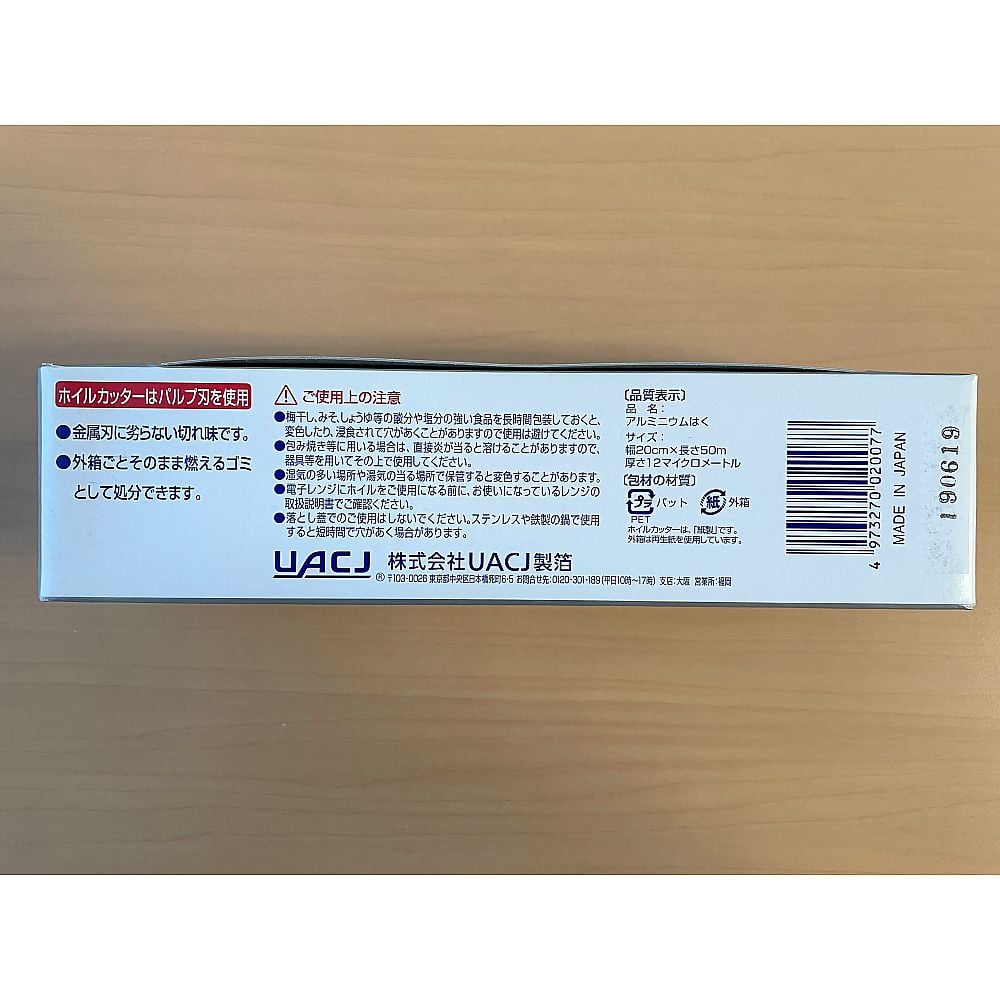 ホイルカッターはパルプ刃を使用
●金属刃に劣らない切れ味です。
●外箱ごとそのまま燃えるゴミ
として処分できます。
ご使用上の注意
●梅干し、みそ、しょうゆ等の酸分や塩分の強い食品を長時間包装しておくと、
変色したり、浸食されて穴があくことがありますので使用は避けてください。
●包み焼き等に用いる場合は、直接炎が当ると溶けることがありますので、
器具等を用いてその上で使用してください。
●湿気の多い場所や湯気の当る場所で保管すると変色することがあります。
●電子レンジにホイルをご使用になる前に、お使いになっているレンジの
取扱説明書でご確認ください。
●落とし蓋でのご使用はしないでください。ステンレスや鉄製の鍋で使用
すると短時間で穴があく場合があります。
UACJ® 株式会社UACJ製箔
〒103-0026 東京都中央区日本橋兜町6-5 お問合せ先:0120-301-189(平日10時〜17時) 支店:大阪 営業所:福岡
〔品質表示〕
品 名:
アルミニウムはく
サイズ:
幅20cm×長さ50m
厚さ12マイクロメートル
〔包材の材質〕
プラ バット 紙 外箱
PET
ホイルカッターは、「紙製」です。
外箱は再生紙を使用しています。
4 973270 020077
MADE IN JAPAN
190619